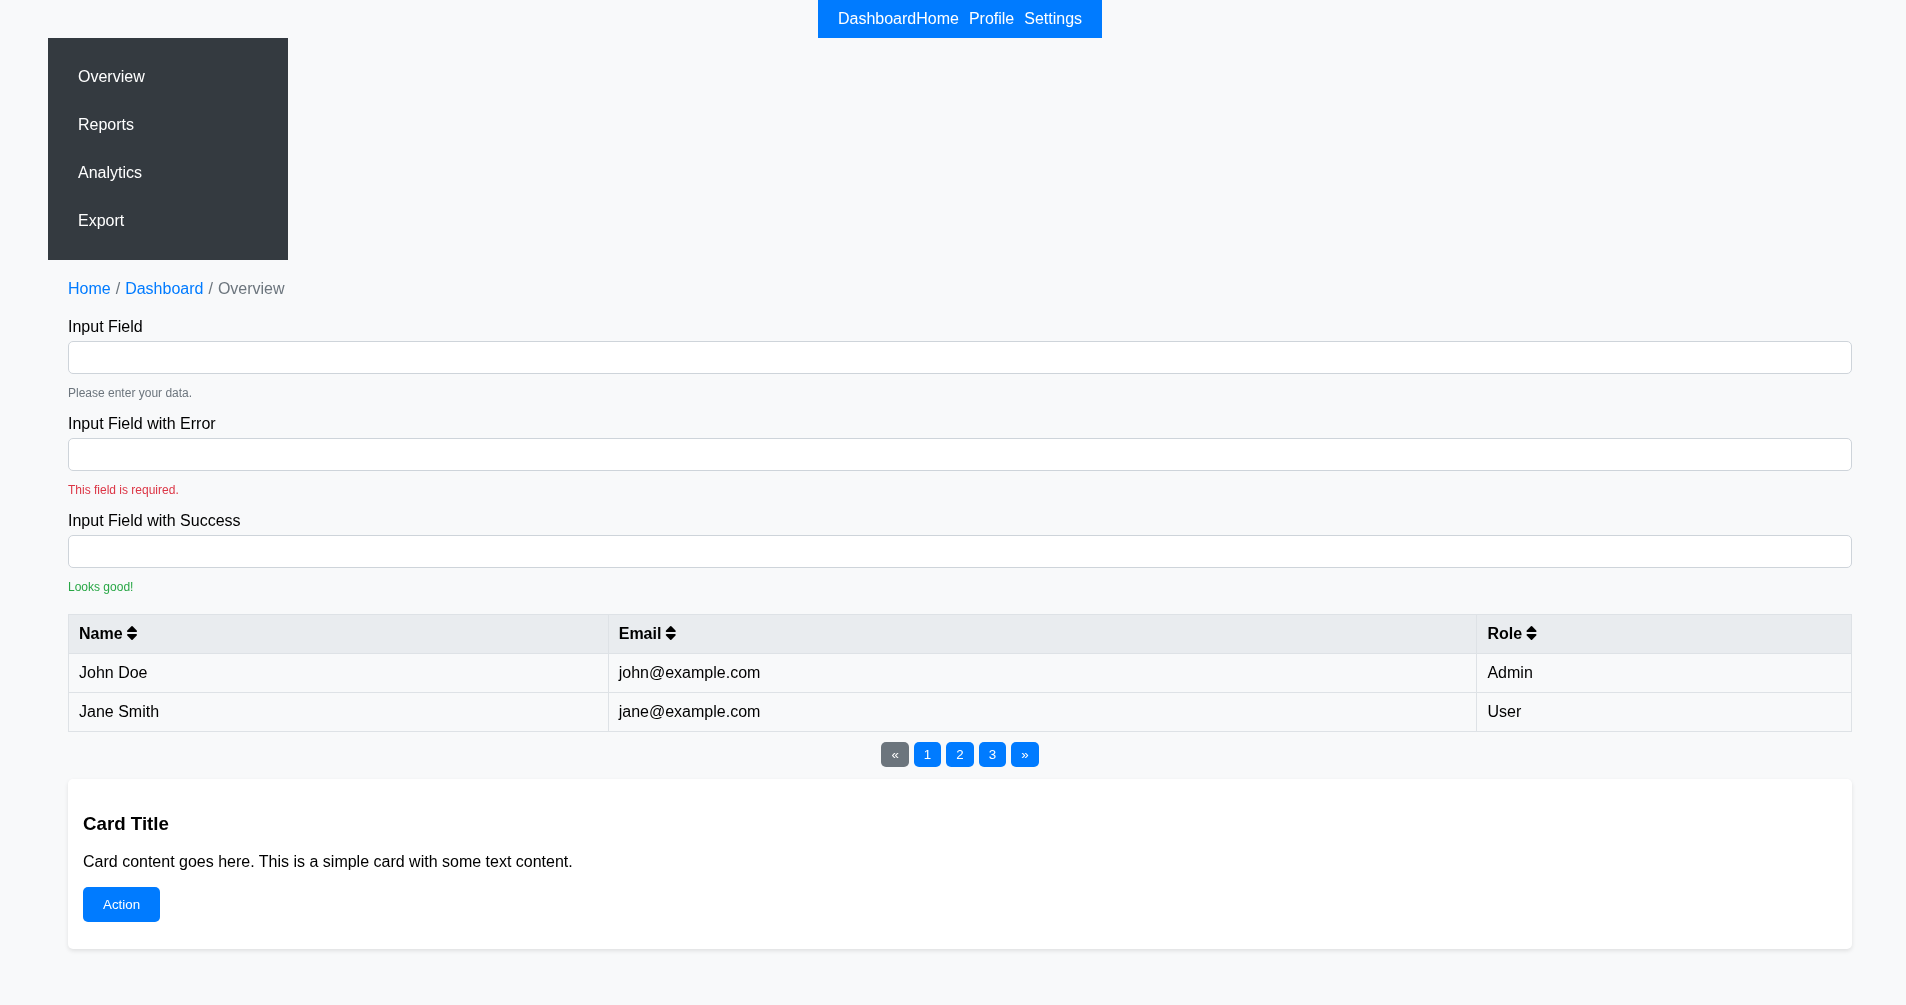 DashboardHome Profile Settings
Overview
Reports
Analytics
Export
Home / Dashboard / Overview
Input Field
Please enter your data.
Input Field with Error
This field is required.
Input Field with Success
Looks good!
Name Email Role
John Doe john@example.com Admin
Jane Smith jane@example.com User
« 1 2 3 »
Card Title
Card content goes here. This is a simple card with some text content.
Action